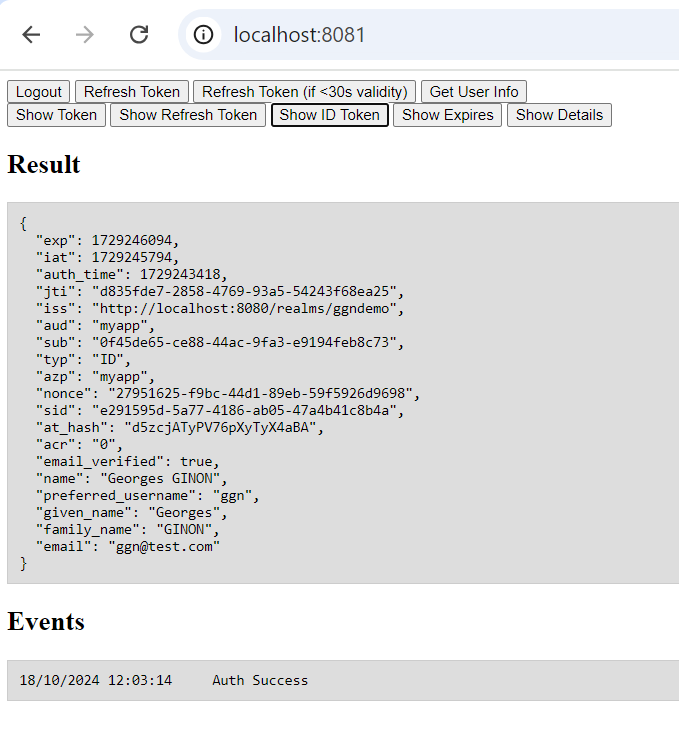 localhost:8081
Logout Refresh Token Refresh Token (if <30s validity) Get User Info
Show Token Show Refresh Token Show ID Token Show Expires Show Details
Result
{
  "exp": 1729246094,
  "iat": 1729245794,
  "auth_time": 1729243418,
  "jti": "d835fde7-2858-4769-93a5-54243f68ea25",
  "iss": "http://localhost:8080/realms/ggndemo",
  "aud": "myapp",
  "sub": "0f45de65-ce88-44ac-9fa3-e9194feb8c73",
  "typ": "ID",
  "azp": "myapp",
  "nonce": "27951625-f9bc-44d1-89eb-59f5926d9698",
  "sid": "e291595d-5a77-4186-ab05-47a4b41c8b4a",
  "at_hash": "d5zcjATyPV76pXyTyX4aBA",
  "acr": "0",
  "email_verified": true,
  "name": "Georges GINON",
  "preferred_username": "ggn",
  "given_name": "Georges",
  "family_name": "GINON",
  "email": "ggn@test.com"
}
Events
18/10/2024 12:03:14     Auth Success